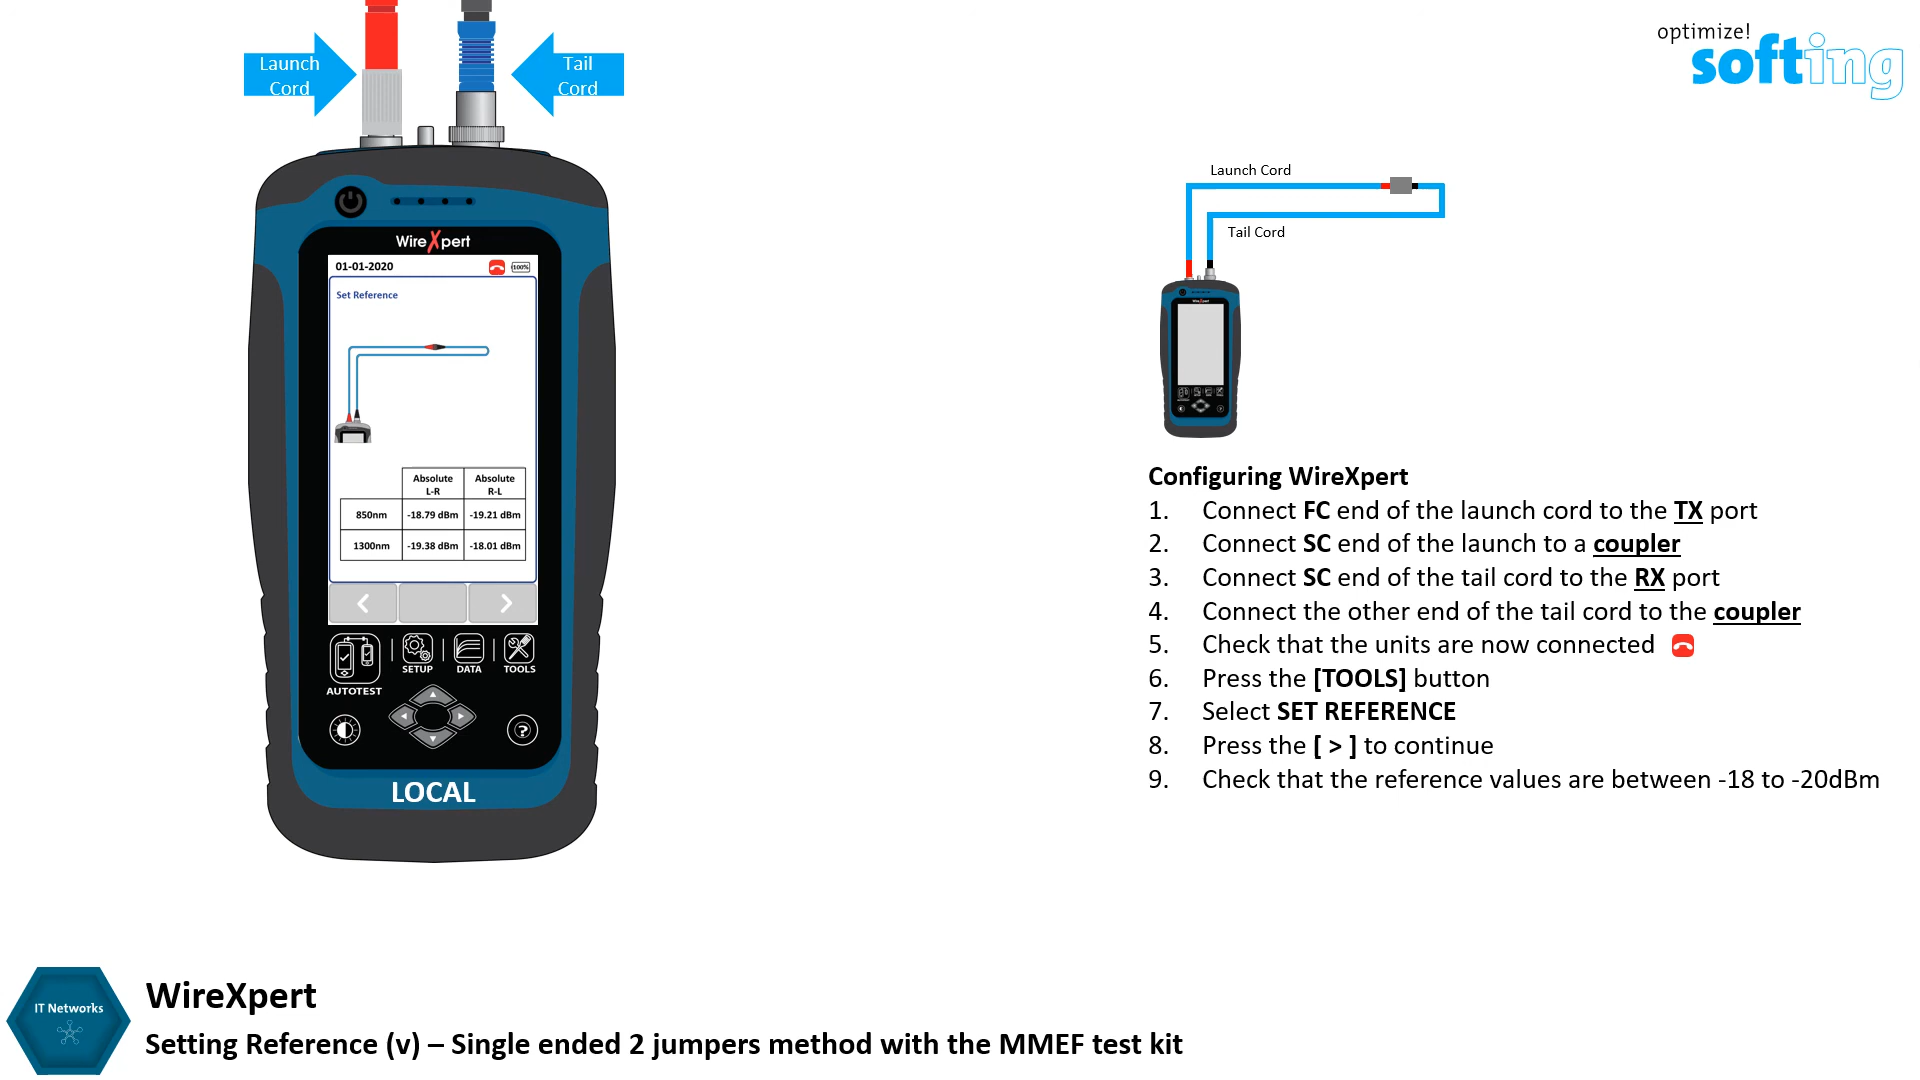 optimize!
softing
Launch
Cord
Tail
Cord
WireXpert
01-01-2020
100%
Set Reference
Absolute
L-R
Absolute
R-L
850nm -18.79 dBm -19.21 dBm
1300nm -19.38 dBm -18.01 dBm
AUTOTEST
SETUP
DATA
TOOLS
?
LOCAL
Launch Cord
Tail Cord
WireXpert
Configuring WireXpert
1. Connect FC end of the launch cord to the TX port
2. Connect SC end of the launch to a coupler
3. Connect SC end of the tail cord to the RX port
4. Connect the other end of the tail cord to the coupler
5. Check that the units are now connected
6. Press the [TOOLS] button
7. Select SET REFERENCE
8. Press the [ > ] to continue
9. Check that the reference values are between -18 to -20dBm
IT Networks
WireXpert
Setting Reference (v) – Single ended 2 jumpers method with the MMEF test kit